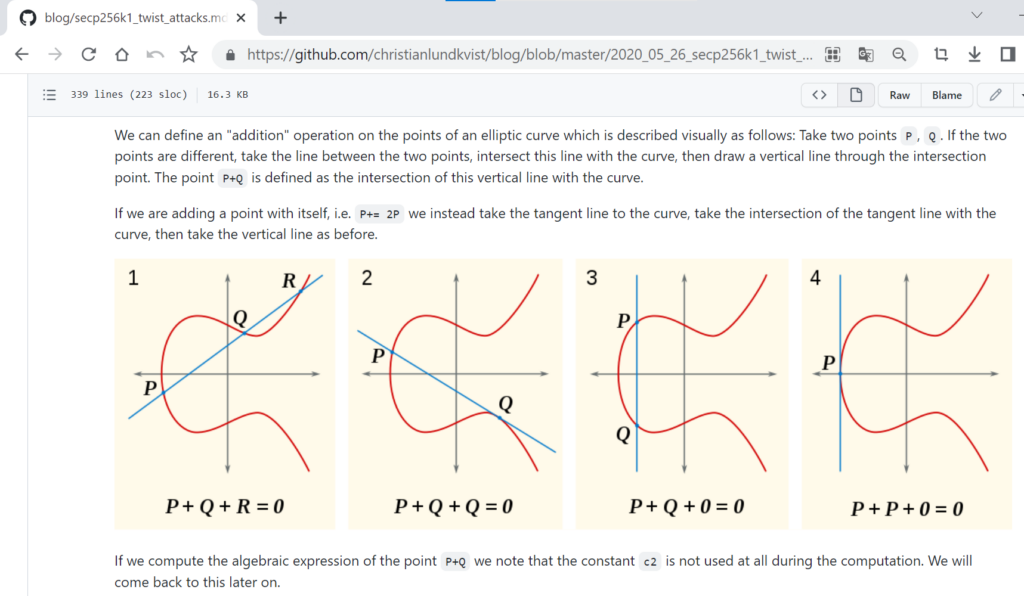 blog/secp256k1_twist_attacks.md
https://github.com/christianlundkvist/blog/blob/master/2020_05_26_secp256k1_twist_...
339 lines (223 sloc) 16.3 KB
Raw Blame
We can define an "addition" operation on the points of an elliptic curve which is described visually as follows: Take two points P, Q. If the two
points are different, take the line between the two points, intersect this line with the curve, then draw a vertical line through the intersection
point. The point P+Q is defined as the intersection of this vertical line with the curve.
If we are adding a point with itself, i.e. P+= 2P we instead take the tangent line to the curve, take the intersection of the tangent line with the
curve, then take the vertical line as before.
1
R
Q
P
P + Q + R = 0
2
P
Q
P + Q + Q = 0
3
P
Q
P + Q + 0 = 0
4
P
P + P + 0 = 0
If we compute the algebraic expression of the point P+Q we note that the constant c2 is not used at all during the computation. We will
come back to this later on.